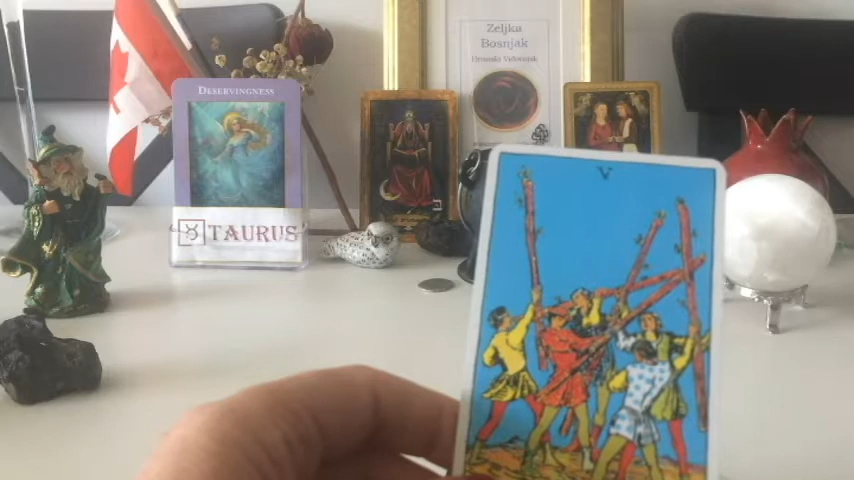 Zeljka
Bosnjak
DESERVINGNESS
♉ TAURUS
V